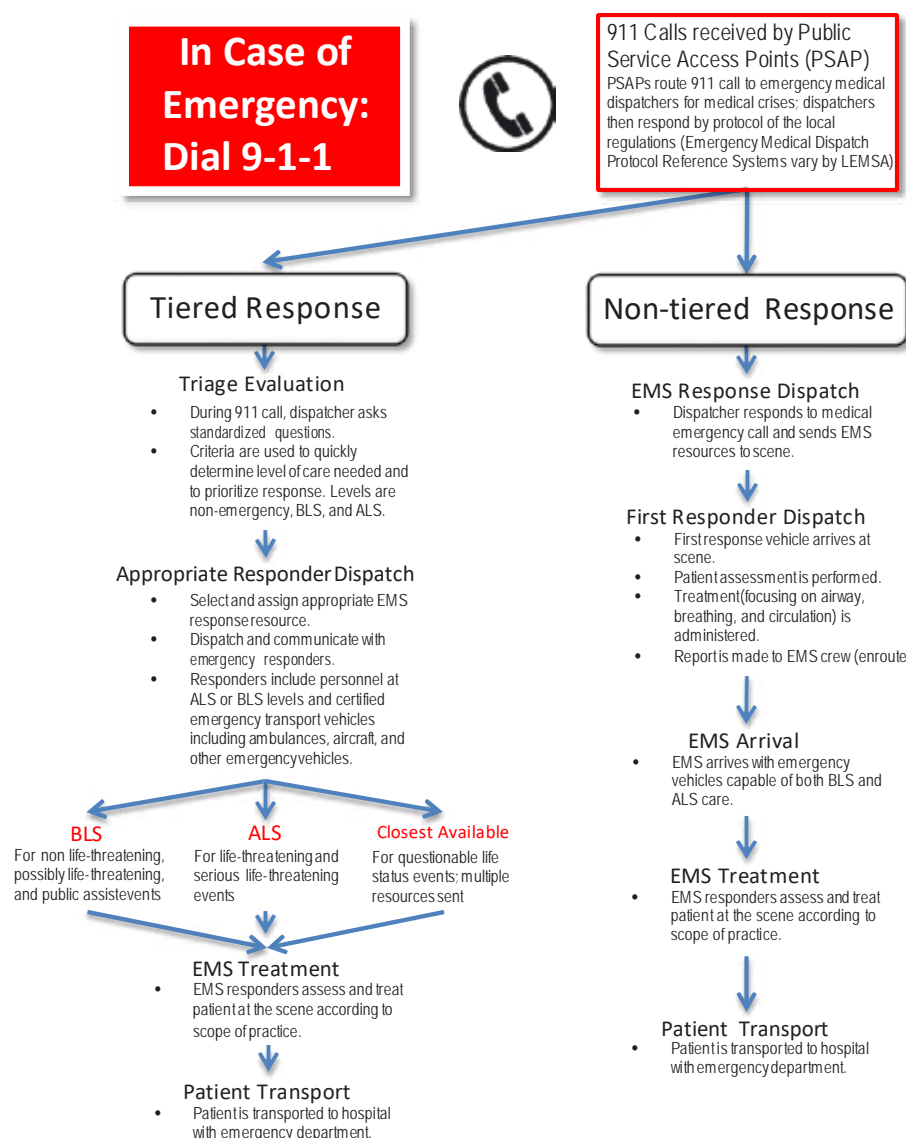 In Case of
Emergency:
Dial 9-1-1
911 Calls received by Public
Service Access Points (PSAP)
PSAPs route 911 call to emergency medical
dispatchers for medical crises; dispatchers
then respond by protocol of the local
regulations (Emergency Medical Dispatch
Protocol Reference Systems vary by LEMSA)
Tiered Response
Triage Evaluation
• During 911 call, dispatcher asks
standardized questions.
• Criteria are used to quickly
determine level of care needed and
to prioritize response. Levels are
non-emergency, BLS, and ALS.
Appropriate Responder Dispatch
• Select and assign appropriate EMS
response resource.
• Dispatch and communicate with
emergency responders.
• Responders include personnel at
ALS or BLS levels and certified
emergency transport vehicles
including ambulances, aircraft, and
other emergency vehicles.
BLS
For non life-threatening,
possibly life-threatening,
and public assist events
ALS
For life-threatening and
serious life-threatening
events
Closest Available
For questionable life
status events; multiple
resources sent
EMS Treatment
• EMS responders assess and treat
patient at the scene according to
scope of practice.
Patient Transport
• Patient is transported to hospital
with emergency department.
Non-tiered Response
EMS Response Dispatch
• Dispatcher responds to medical
emergency call and sends EMS
resources to scene.
First Responder Dispatch
• First response vehicle arrives at
scene.
• Patient assessment is performed.
• Treatment (focusing on airway,
breathing, and circulation) is
administered.
• Report is made to EMS crew (enroute
EMS Arrival
• EMS arrives with emergency
vehicles capable of both BLS and
ALS care.
EMS Treatment
• EMS responders assess and treat
patient at the scene according to
scope of practice.
Patient Transport
• Patient is transported to hospital
with emergency department.